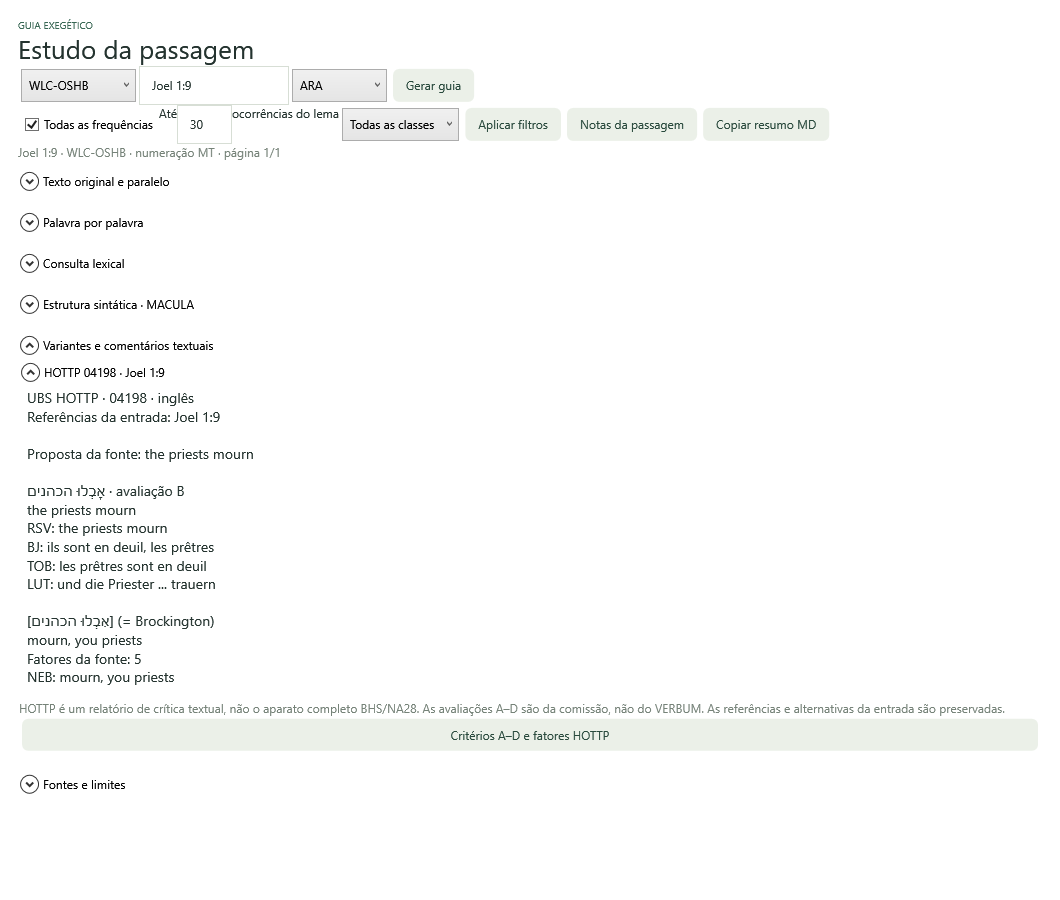 GUIA EXEGÉTICO
Estudo da passagem
WLC-OSHB Joel 1:9 ARA Gerar guia
Todas as frequências Até 30 ocorrências do lema Todas as classes Aplicar filtros Notas da passagem Copiar resumo MD
Joel 1:9 · WLC-OSHB · numeração MT · página 1/1
Texto original e paralelo
Palavra por palavra
Consulta lexical
Estrutura sintática · MACULA
Variantes e comentários textuais
HOTTP 04198 · Joel 1:9
UBS HOTTP · 04198 · inglês
Referências da entrada: Joel 1:9
Proposta da fonte: the priests mourn
אָבְלוּ הכהנים · avaliação B
the priests mourn
RSV: the priests mourn
BJ: ils sont en deuil, les prêtres
TOB: les prêtres sont en deuil
LUT: und die Priester ... trauern
[אִבְלוּ הכהנים] (= Brockington)
mourn, you priests
Fatores da fonte: 5
NEB: mourn, you priests
HOTTP é um relatório de crítica textual, não o aparato completo BHS/NA28. As avaliações A–D são da comissão, não do VERBUM. As referências e alternativas da entrada são preservadas.
Critérios A–D e fatores HOTTP
Fontes e limites